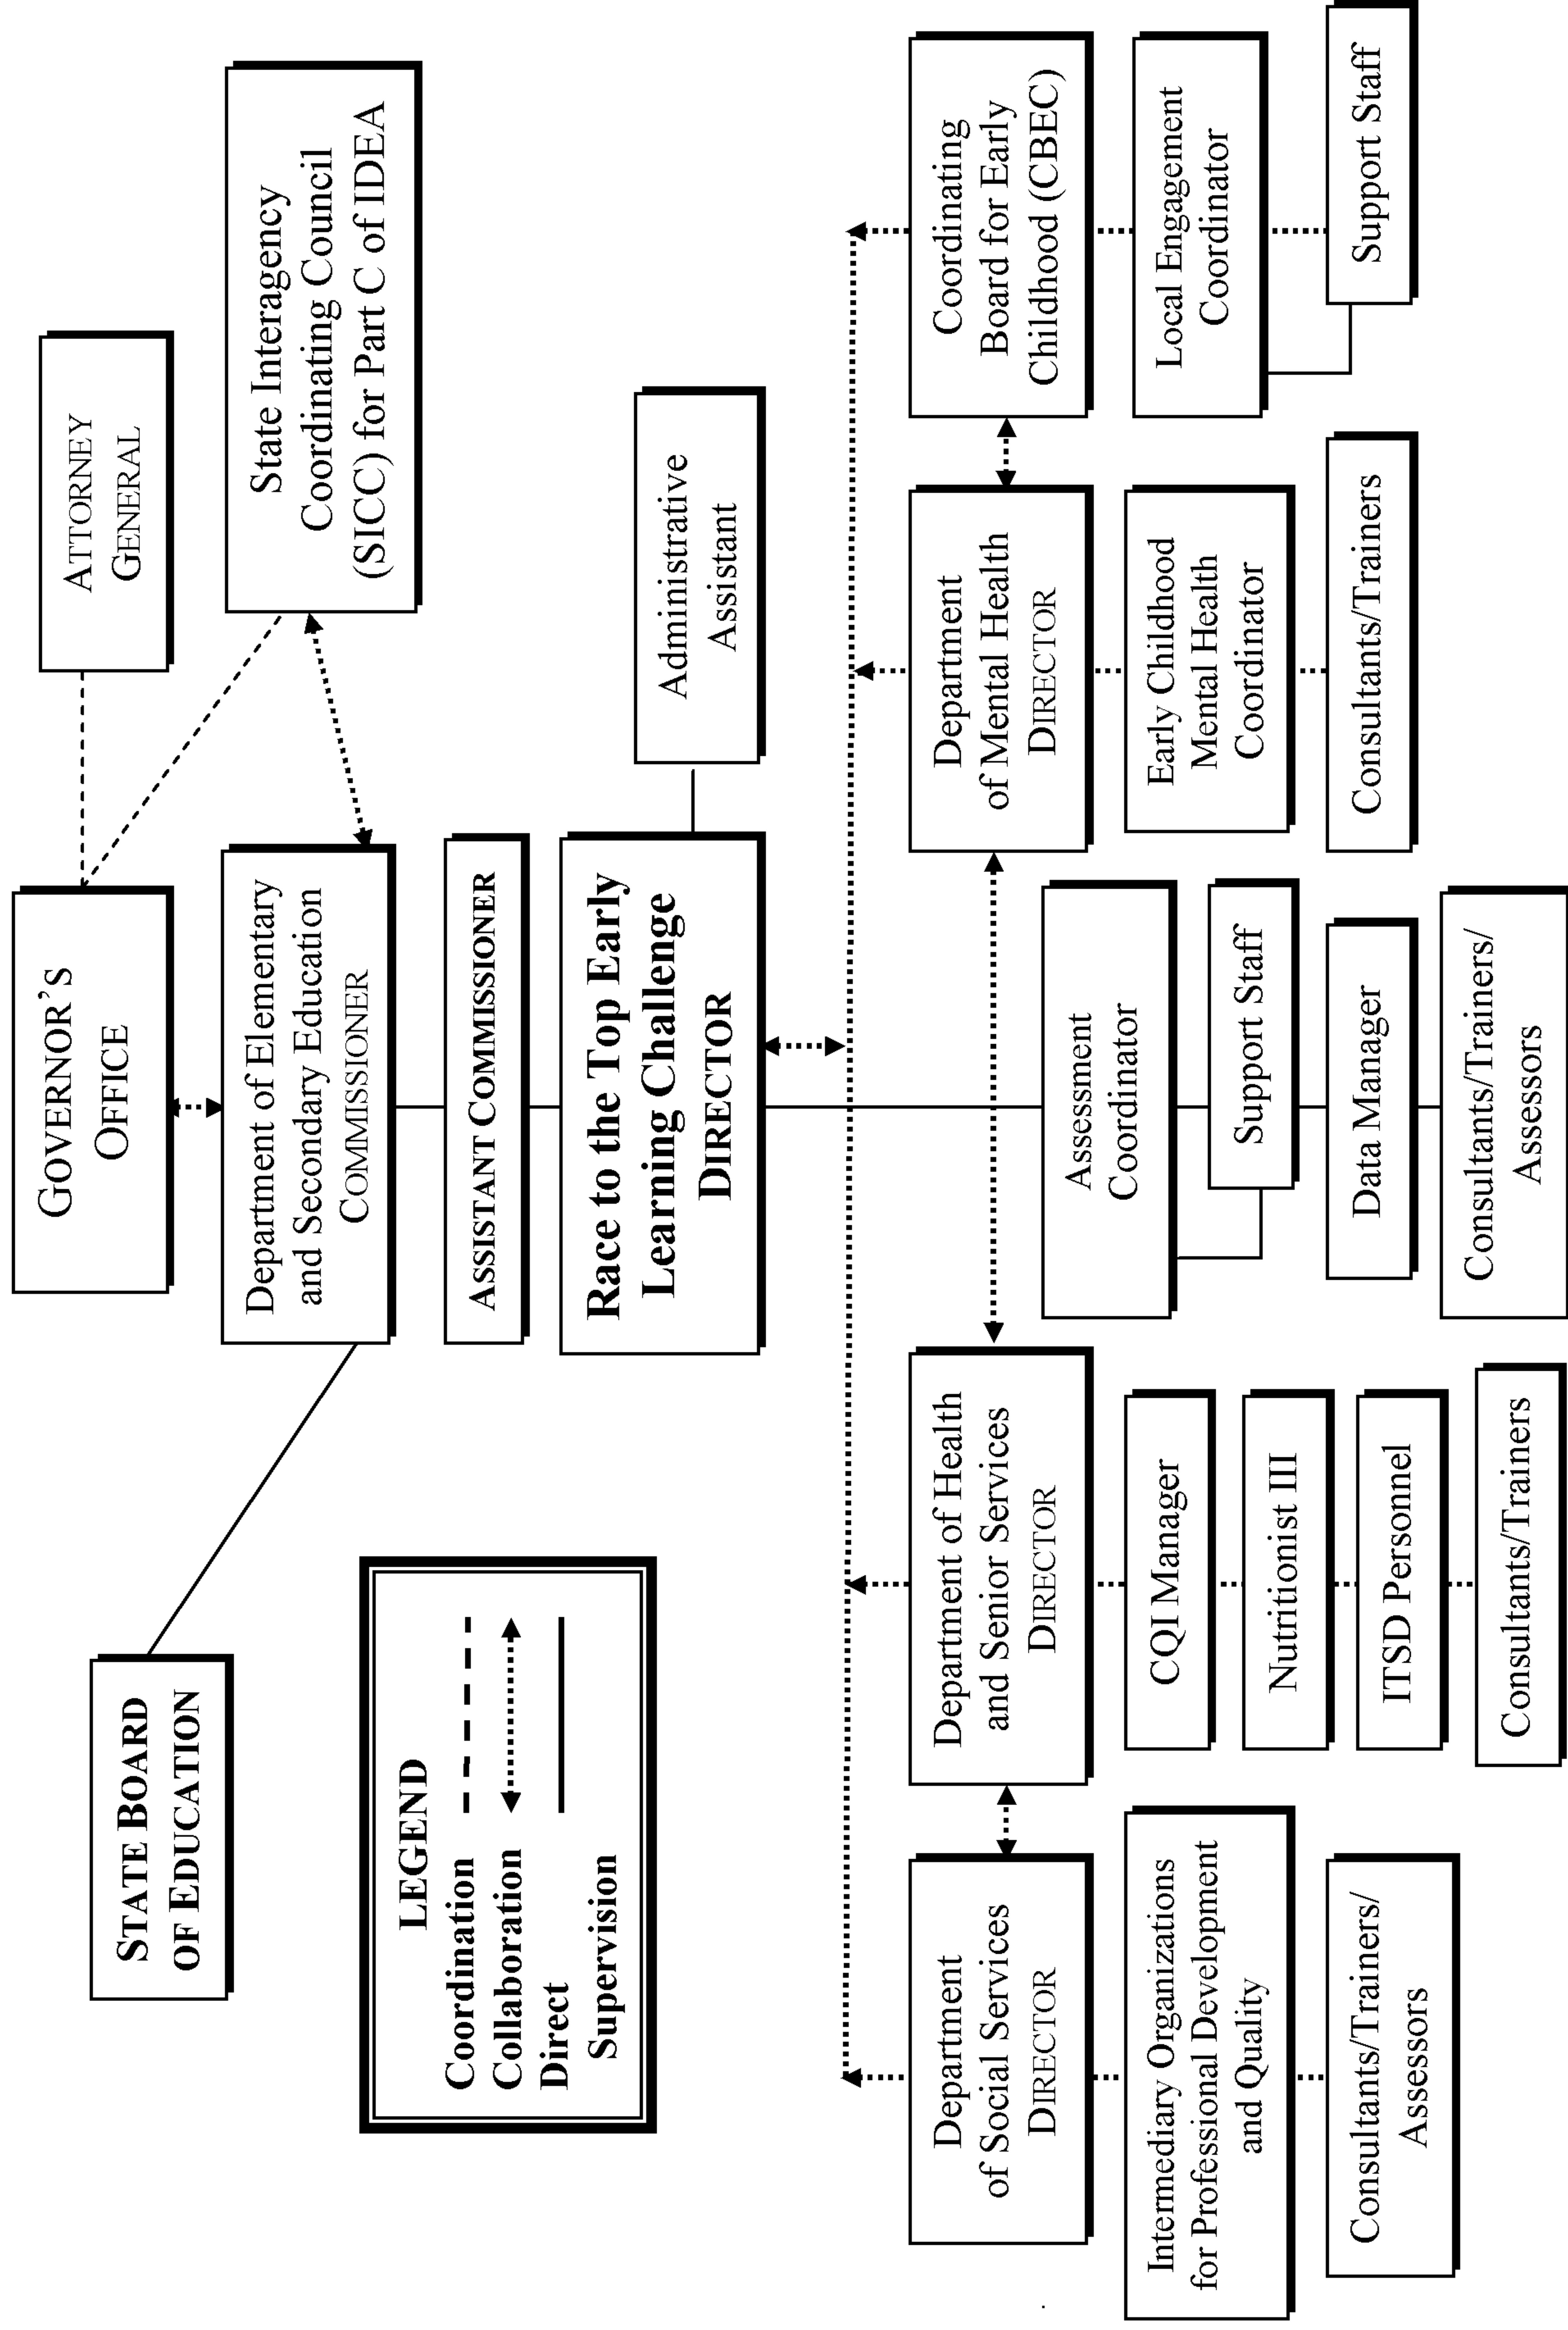 GOVERNOR'S
OFFICE
ATTORNEY
GENERAL
STATE BOARD
OF EDUCATION
Department of Elementary
and Secondary Education
COMMISSIONER
State Interagency
Coordinating Council
(SICC) for Part C of IDEA
ASSISTANT COMMISSIONER
LEGEND
Coordination
Collaboration
Direct
Supervision
Race to the Top Early
Learning Challenge
DIRECTOR
Administrative
Assistant
Department
of Social Services
DIRECTOR
Department of Health
and Senior Services
DIRECTOR
Department
of Mental Health
DIRECTOR
Coordinating
Board for Early
Childhood (CBEC)
Intermediary Organizations
for Professional Development
and Quality
Consultants/Trainers/
Assessors
CQI Manager
Nutritionist III
ITSD Personnel
Consultants/Trainers
Assessment
Coordinator
Support Staff
Data Manager
Consultants/Trainers/
Assessors
Early Childhood
Mental Health
Coordinator
Consultants/Trainers
Local Engagement
Coordinator
Support Staff